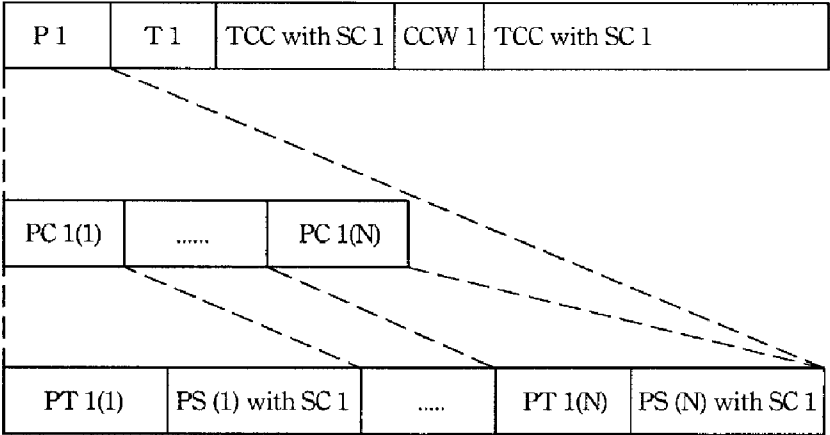 P 1 T 1 TCC with SC 1 CCW 1 TCC with SC 1
PC 1(1) ...... PC 1(N)
PT 1(1) PS (1) with SC 1 ..... PT 1(N) PS (N) with SC 1